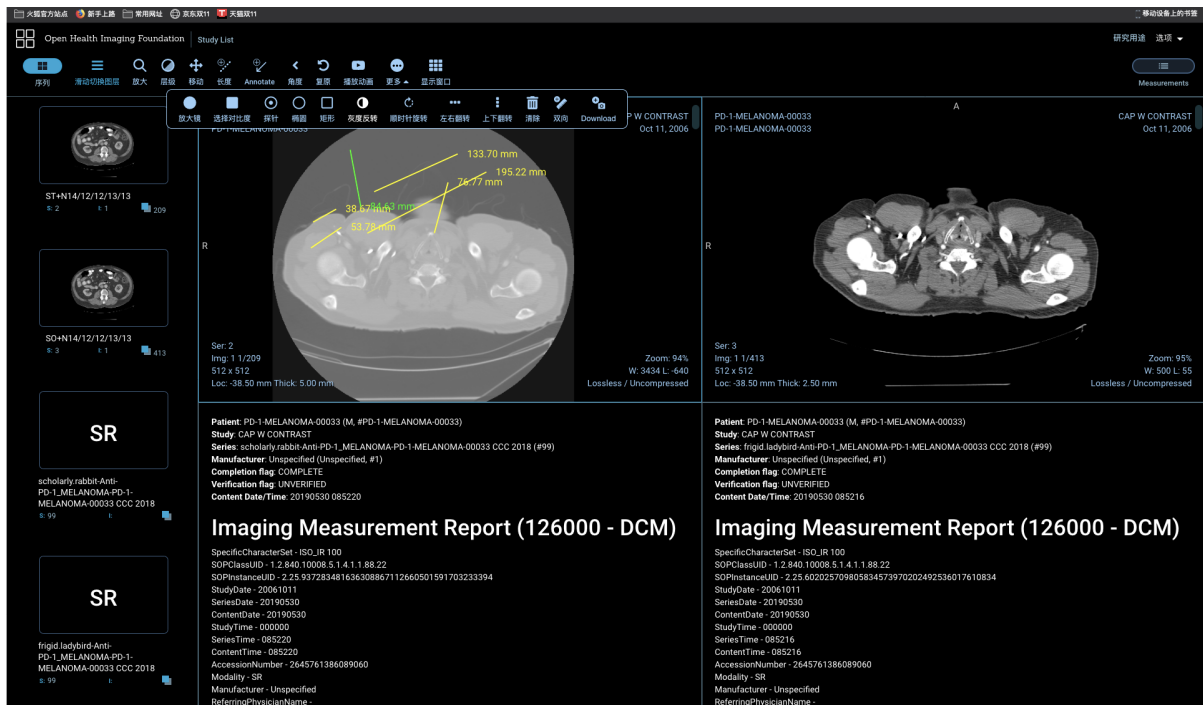 火狐官方站点 新手上路 常用网址 京东双11 天猫双11 移动设备上的书签
Open Health Imaging Foundation Study List 研究用途 选项
序列 滑动切换图层 放大 层级 移动 长度 Annotate 角度 复原 播放动画 更多 显示窗口 Measurements
放大镜 选择对比度 探针 椭圆 矩形 灰度反转 顺时针旋转 左右翻转 上下翻转 清除 双向 Download
ST+N14/12/12/13/13
S: 2 I: 1 209
SO+N14/12/12/13/13
S: 3 I: 1 413
SR
scholarly.rabbit-Anti-
PD-1_MELANOMA-PD-1-
MELANOMA-00033 CCC 2018
S: 99 I:
SR
frigid.ladybird-Anti-
PD-1_MELANOMA-PD-1-
MELANOMA-00033 CCC 2018
S: 99 I:
P W CONTRAST
PD-1-MELANOMA-00033 Oct 11, 2006
133.70 mm
195.22 mm
76.77 mm
38.67 mm
84.63 mm
53.78 mm
R
Ser: 2
Img: 1 1/209
512 x 512
Loc: -38.50 mm Thick: 5.00 mm
Zoom: 94%
W: 3434 L: -640
Lossless / Uncompressed
A
PD-1-MELANOMA-00033
PD-1-MELANOMA-00033
CAP W CONTRAST
Oct 11, 2006
R
Ser: 3
Img: 1 1/413
512 x 512
Loc: -38.50 mm Thick: 2.50 mm
Zoom: 95%
W: 500 L: 55
Lossless / Uncompressed
Patient: PD-1-MELANOMA-00033 (M, #PD-1-MELANOMA-00033)
Study: CAP W CONTRAST
Series: scholarly.rabbit-Anti-PD-1_MELANOMA-PD-1-MELANOMA-00033 CCC 2018 (#99)
Manufacturer: Unspecified (Unspecified, #1)
Completion flag: COMPLETE
Verification flag: UNVERIFIED
Content Date/Time: 20190530 085220
Imaging Measurement Report (126000 - DCM)
SpecificCharacterSet - ISO_IR 100
SOPClassUID - 1.2.840.10008.5.1.4.1.1.88.22
SOPInstanceUID - 2.25.937283481636308867112660501591703233394
StudyDate - 20061011
SeriesDate - 20190530
ContentDate - 20190530
StudyTime - 000000
SeriesTime - 085220
ContentTime - 085220
AccessionNumber - 2645761386089060
Modality - SR
Manufacturer - Unspecified
ReferringPhysicianName -
Patient: PD-1-MELANOMA-00033 (M, #PD-1-MELANOMA-00033)
Study: CAP W CONTRAST
Series: frigid.ladybird-Anti-PD-1_MELANOMA-PD-1-MELANOMA-00033 CCC 2018 (#99)
Manufacturer: Unspecified (Unspecified, #1)
Completion flag: COMPLETE
Verification flag: UNVERIFIED
Content Date/Time: 20190530 085216
Imaging Measurement Report (126000 - DCM)
SpecificCharacterSet - ISO_IR 100
SOPClassUID - 1.2.840.10008.5.1.4.1.1.88.22
SOPInstanceUID - 2.25.602025709805834573970202492536017610834
StudyDate - 20061011
SeriesDate - 20190530
ContentDate - 20190530
StudyTime - 000000
SeriesTime - 085216
ContentTime - 085216
AccessionNumber - 2645761386089060
Modality - SR
Manufacturer - Unspecified
ReferringPhysicianName -